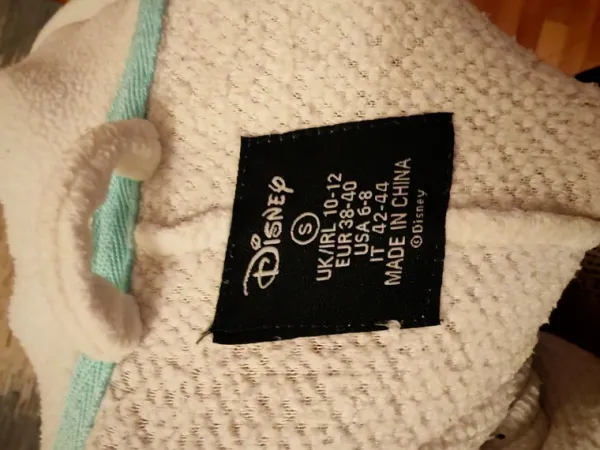 Disney
S
UK/IRL 10-12
EUR 38-40
USA 6-8
IT 42-44
MADE IN CHINA
©Disney